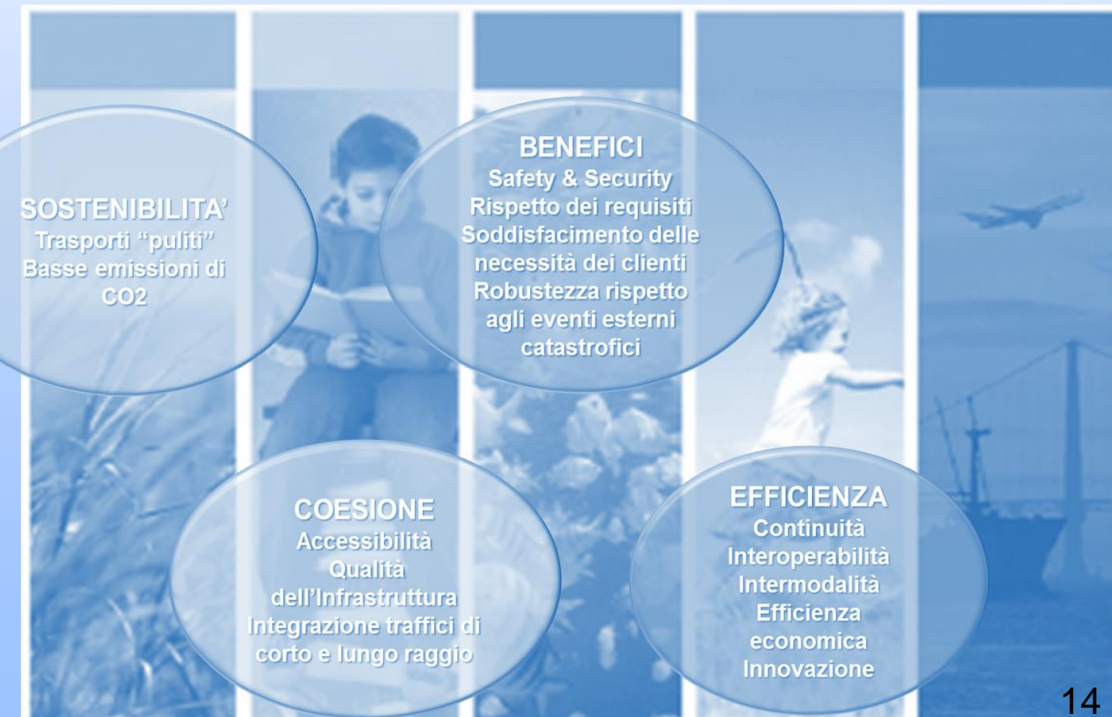 SOSTENIBILITA’
Trasporti “puliti”
Basse emissioni di
CO2
BENEFICI
Safety & Security
Rispetto dei requisiti
Soddisfacimento delle
necessità dei clienti
Robustezza rispetto
agli eventi esterni
catastrofici
COESIONE
Accessibilità
Qualità
dell’Infrastruttura
Integrazione traffici di
corto e lungo raggio
EFFICIENZA
Continuità
Interoperabilità
Intermodalità
Efficienza
economica
Innovazione
14